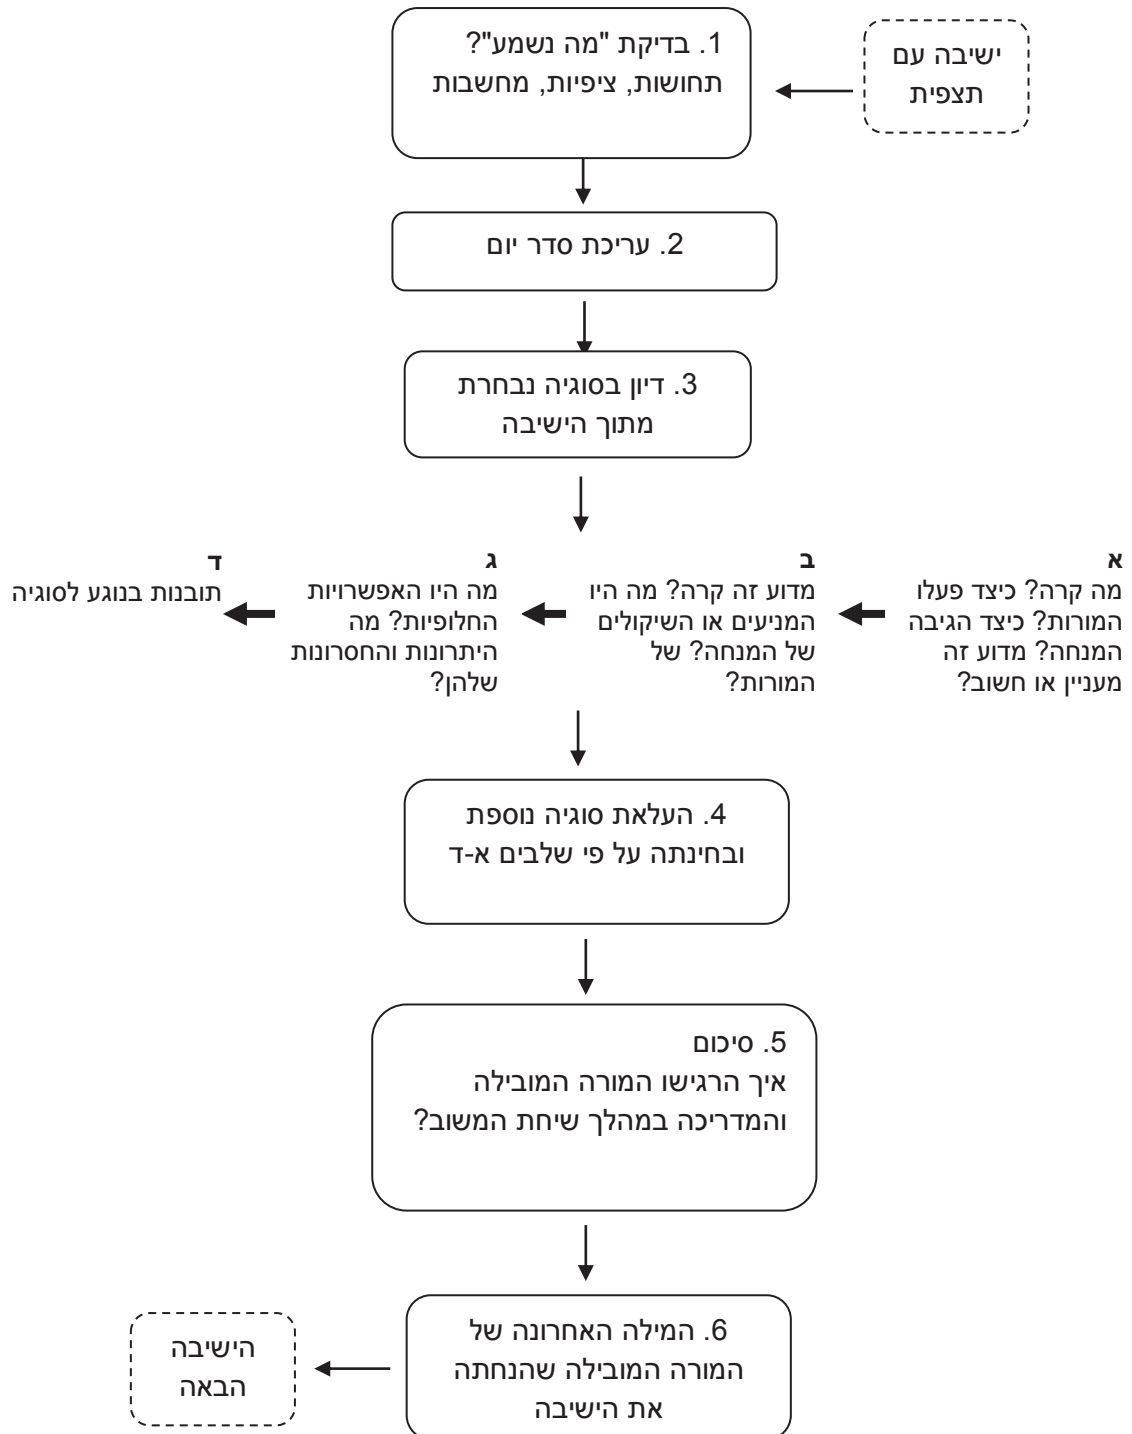 ישיבה עם
תצפית
1. בדיקת "מה נשמע"?
תחושות, ציפיות, מחשבות
2. עריכת סדר יום
3. דיון בסוגיה נבחרת
מתוך הישיבה
א
מה קרה? כיצד פעלו
המורות? כיצד הגיבה
המנחה? מדוע זה
מעניין או חשוב?
ב
מדוע זה קרה? מה היו
המניעים או השיקולים
של המנחה? של
המורות?
ג
מה היו האפשרויות
החלופיות? מה
היתרונות והחסרונות
שלהן?
ד
תובנות בנוגע לסוגיה
4. העלאת סוגיה נוספת
ובחינתה על פי שלבים א-ד
5. סיכום
איך הרגישו המורה המובילה
והמדריכה במהלך שיחת המשוב?
6. המילה האחרונה של
המורה המובילה שהנחתה
את הישיבה
הישיבה
הבאה